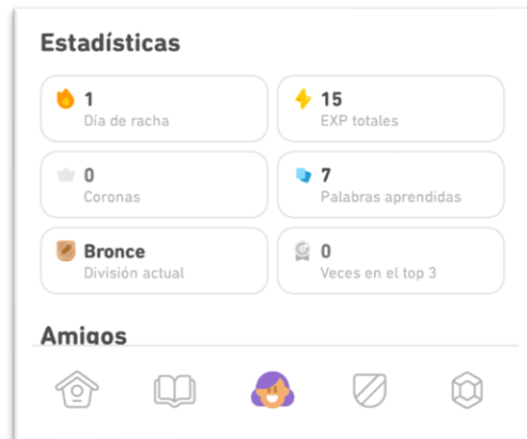 Estadísticas
1
Día de racha
15
EXP totales
0
Coronas
7
Palabras aprendidas
Bronce
División actual
0
Veces en el top 3
Amigos